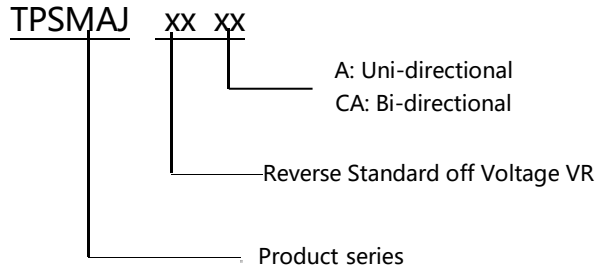 TPSMAJ xx xx
A: Uni-directional
CA: Bi-directional
Reverse Standard off Voltage VR
Product series